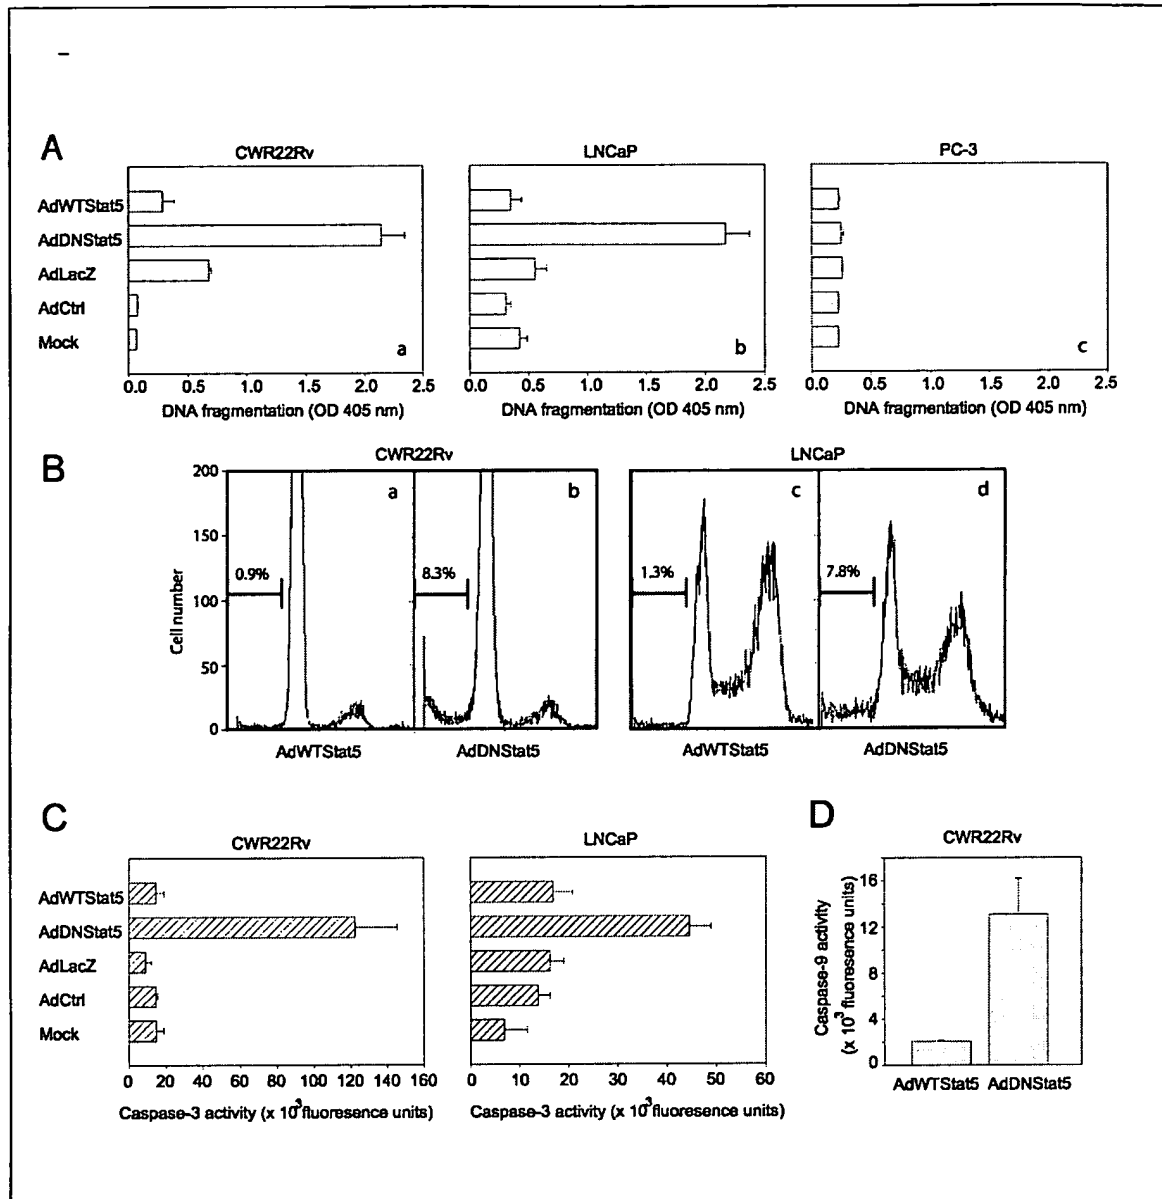 A
CWR22Rv
LNCaP
PC-3
AdWTStat5
AdDNStat5
AdLacZ
AdCtrl
Mock
a
b
c
0.0 0.5 1.0 1.5 2.0 2.5
0.0 0.5 1.0 1.5 2.0 2.5
0.0 0.5 1.0 1.5 2.0 2.5
DNA fragmentation (OD 405 nm)
DNA fragmentation (OD 405 nm)
DNA fragmentation (OD 405 nm)
B
CWR22Rv
LNCaP
Cell number
200
150
100
50
0
a
b
c
d
0.9%
8.3%
1.3%
7.8%
AdWTStat5
AdDNStat5
AdWTStat5
AdDNStat5
C
CWR22Rv
LNCaP
AdWTStat5
AdDNStat5
AdLacZ
AdCtrl
Mock
0 20 40 60 80 100 120 140 160
0 10 20 30 40 50 60
Caspase-3 activity (x 10³fluoresence units)
Caspase-3 activity (x 10³fluoresence units)
D
CWR22Rv
Caspase-9 activity
(x 10³ fluoresence units)
16
12
8
4
0
AdWTStat5
AdDNStat5